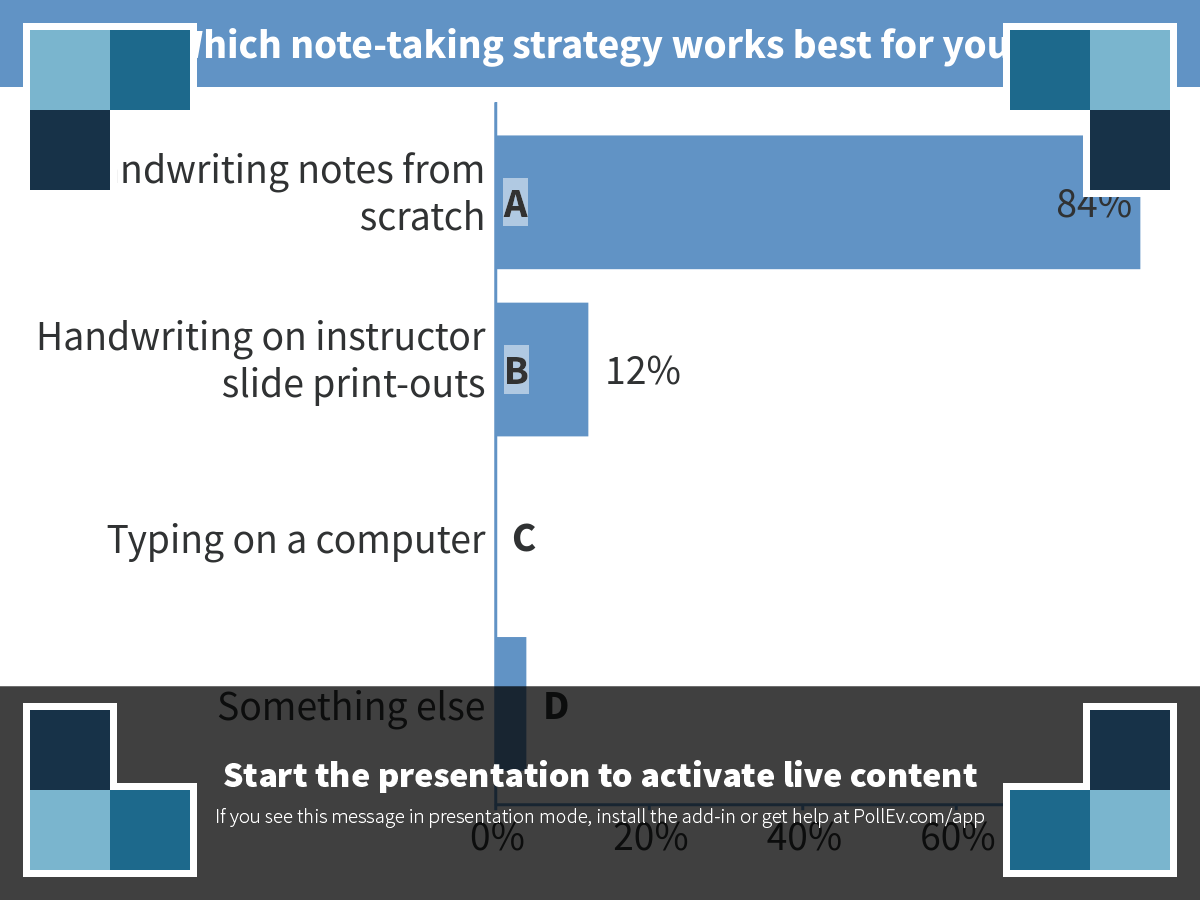 Which note-taking strategy works best for you
ndwriting notes from
scratch
A
84%
Handwriting on instructor
slide print-outs
B
12%
Typing on a computer
C
Something else
D
Start the presentation to activate live content
If you see this message in presentation mode, install the add-in or get help at PollEv.com/app
0% 20% 40% 60%